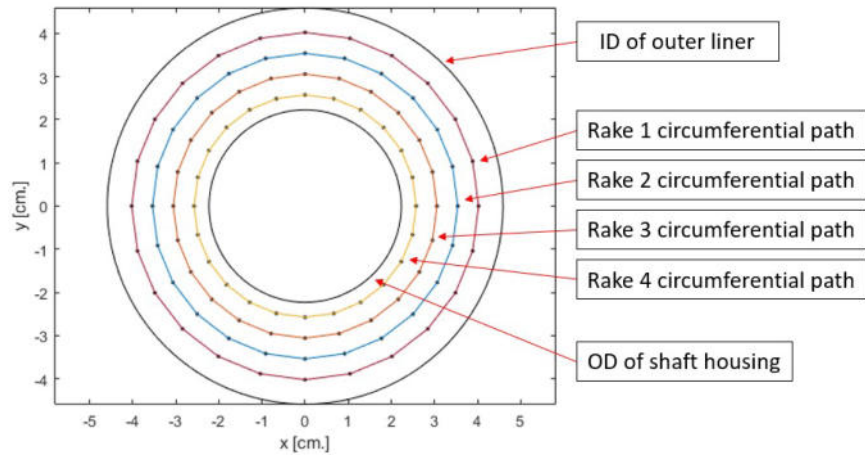 ID of outer liner
Rake 1 circumferential path
Rake 2 circumferential path
Rake 3 circumferential path
Rake 4 circumferential path
OD of shaft housing
y [cm.]
4
3
2
1
0
-1
-2
-3
-4
-5 -4 -3 -2 -1 0 1 2 3 4 5
x [cm.]